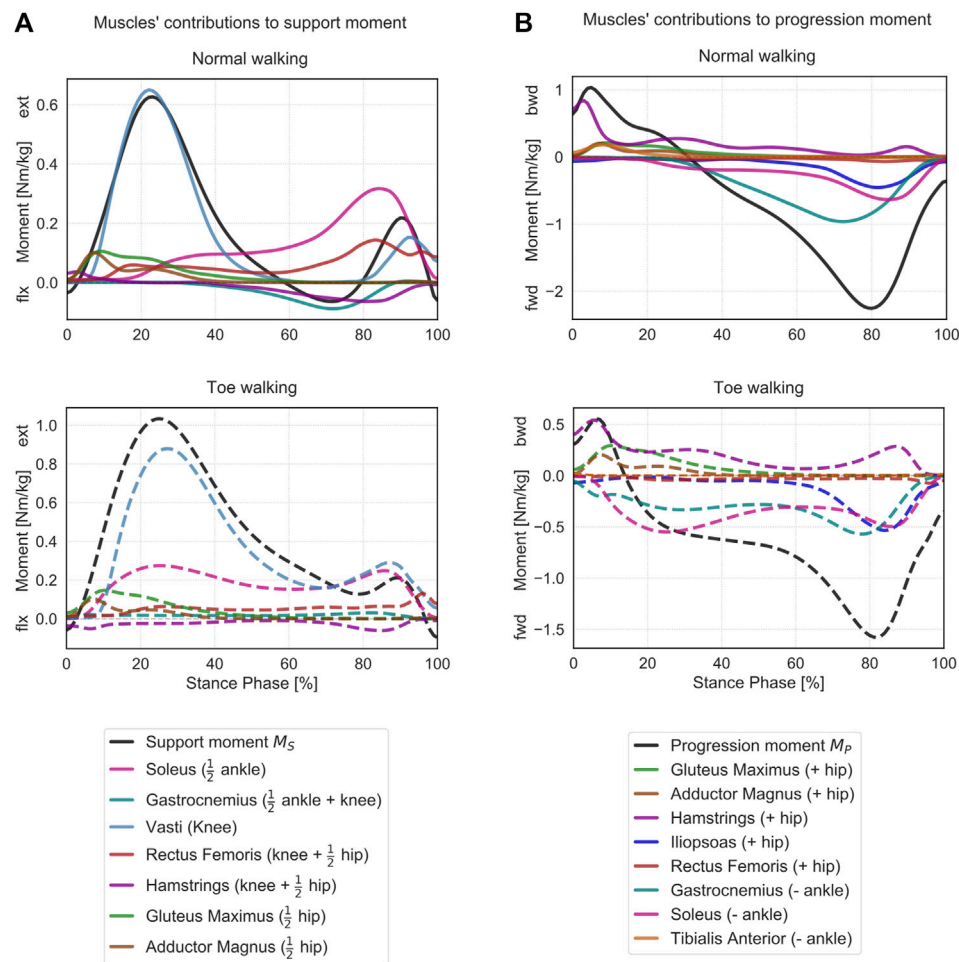 A
Muscles' contributions to support moment
Normal walking
Moment [Nm/kg]
flx
ext
0.0
0.2
0.4
0.6
0
20
40
60
80
100
Toe walking
Moment [Nm/kg]
flx
ext
0.0
0.2
0.4
0.6
0.8
1.0
0
20
40
60
80
100
Stance Phase [%]
Support moment M_S
Soleus (1/2 ankle)
Gastrocnemius (1/2 ankle + knee)
Vasti (Knee)
Rectus Femoris (knee + 1/2 hip)
Hamstrings (knee + 1/2 hip)
Gluteus Maximus (1/2 hip)
Adductor Magnus (1/2 hip)
B
Muscles' contributions to progression moment
Normal walking
Moment [Nm/kg]
fwd
bwd
1
0
−1
−2
0
20
40
60
80
100
Toe walking
Moment [Nm/kg]
fwd
bwd
0.5
0.0
−0.5
−1.0
−1.5
0
20
40
60
80
100
Stance Phase [%]
Progression moment M_P
Gluteus Maximus (+ hip)
Adductor Magnus (+ hip)
Hamstrings (+ hip)
Iliopsoas (+ hip)
Rectus Femoris (+ hip)
Gastrocnemius (- ankle)
Soleus (- ankle)
Tibialis Anterior (- ankle)